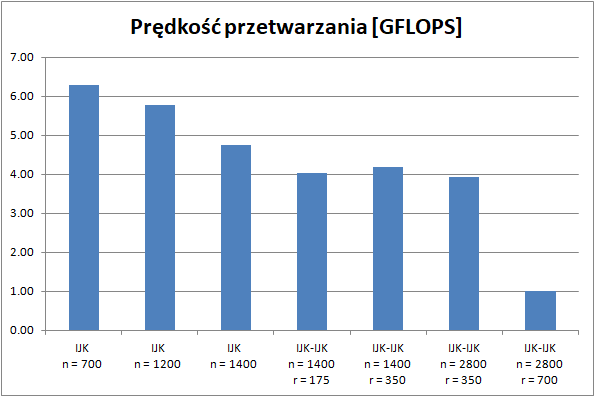 Prędkość przetwarzania [GFLOPS]
7.00
6.00
5.00
4.00
3.00
2.00
1.00
0.00
IJK IJK IJK IJK-IJK IJK-IJK IJK-IJK IJK-IJK
n = 700 n = 1200 n = 1400 n = 1400 n = 1400 n = 2800 n = 2800
r = 175 r = 350 r = 350 r = 700